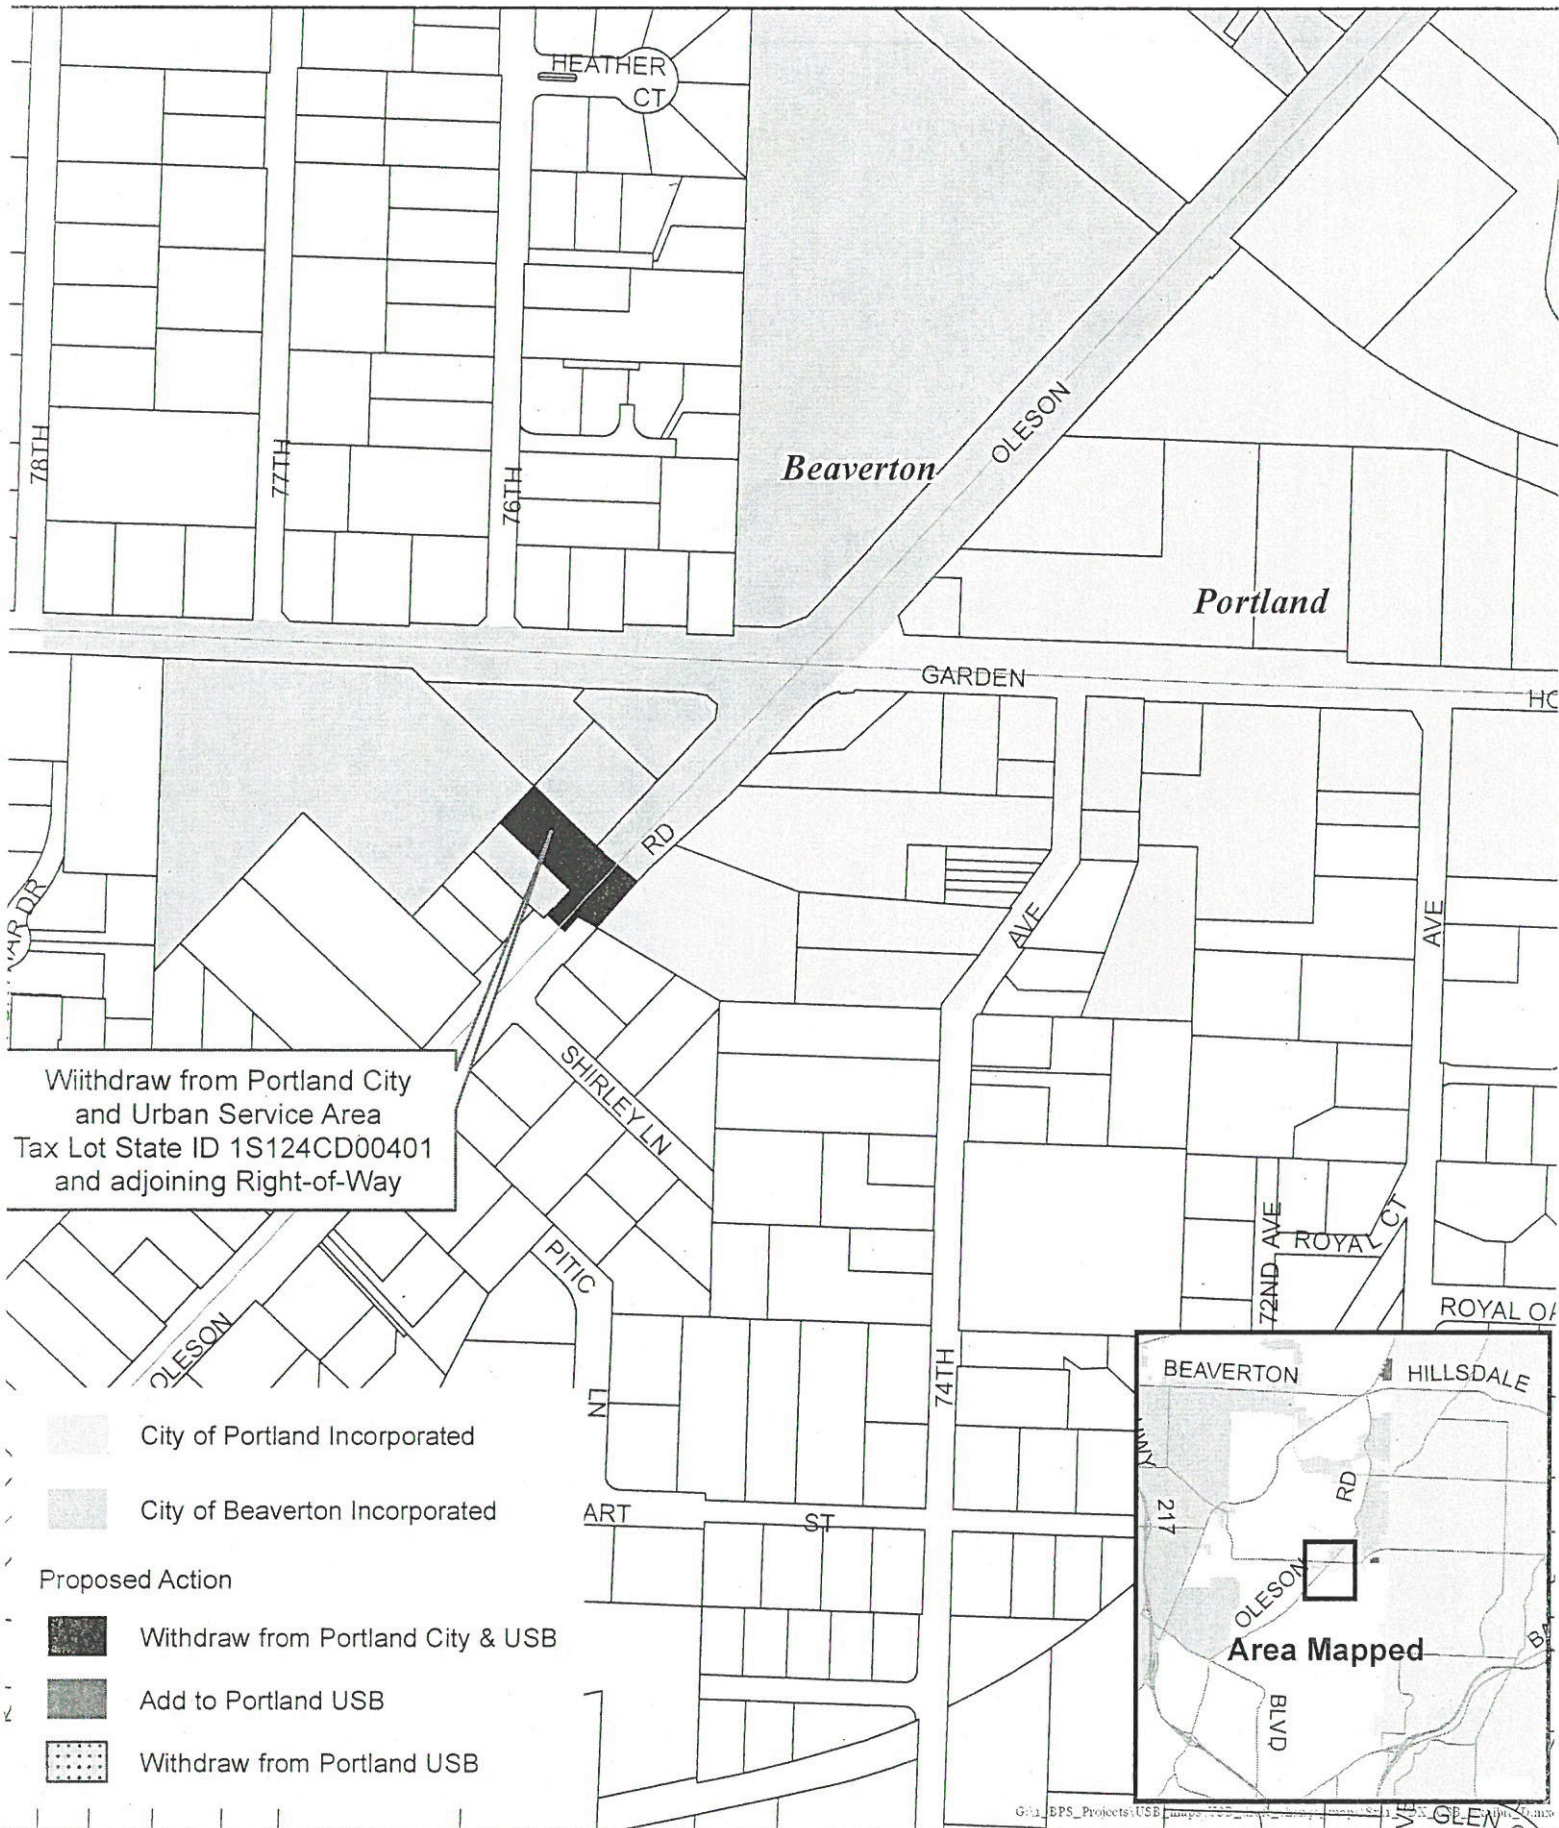 HEATHER
CT
78TH
77TH
76TH
OLESON
Beaverton
Portland
GARDEN
RD
AVE
AVE
DR
Wiithdraw from Portland City
and Urban Service Area
Tax Lot State ID 1S124CD00401
and adjoining Right-of-Way
SHIRLEY LN
PITIC
LN
72ND AVE
ROYAL CT
74TH
OLESON
ART
ST
City of Portland Incorporated
City of Beaverton Incorporated
Proposed Action
Withdraw from Portland City & USB
Add to Portland USB
Withdraw from Portland USB
BEAVERTON
HILLSDALE
HWY
217
RD
OLESON
Area Mapped
BLVD
GLEN